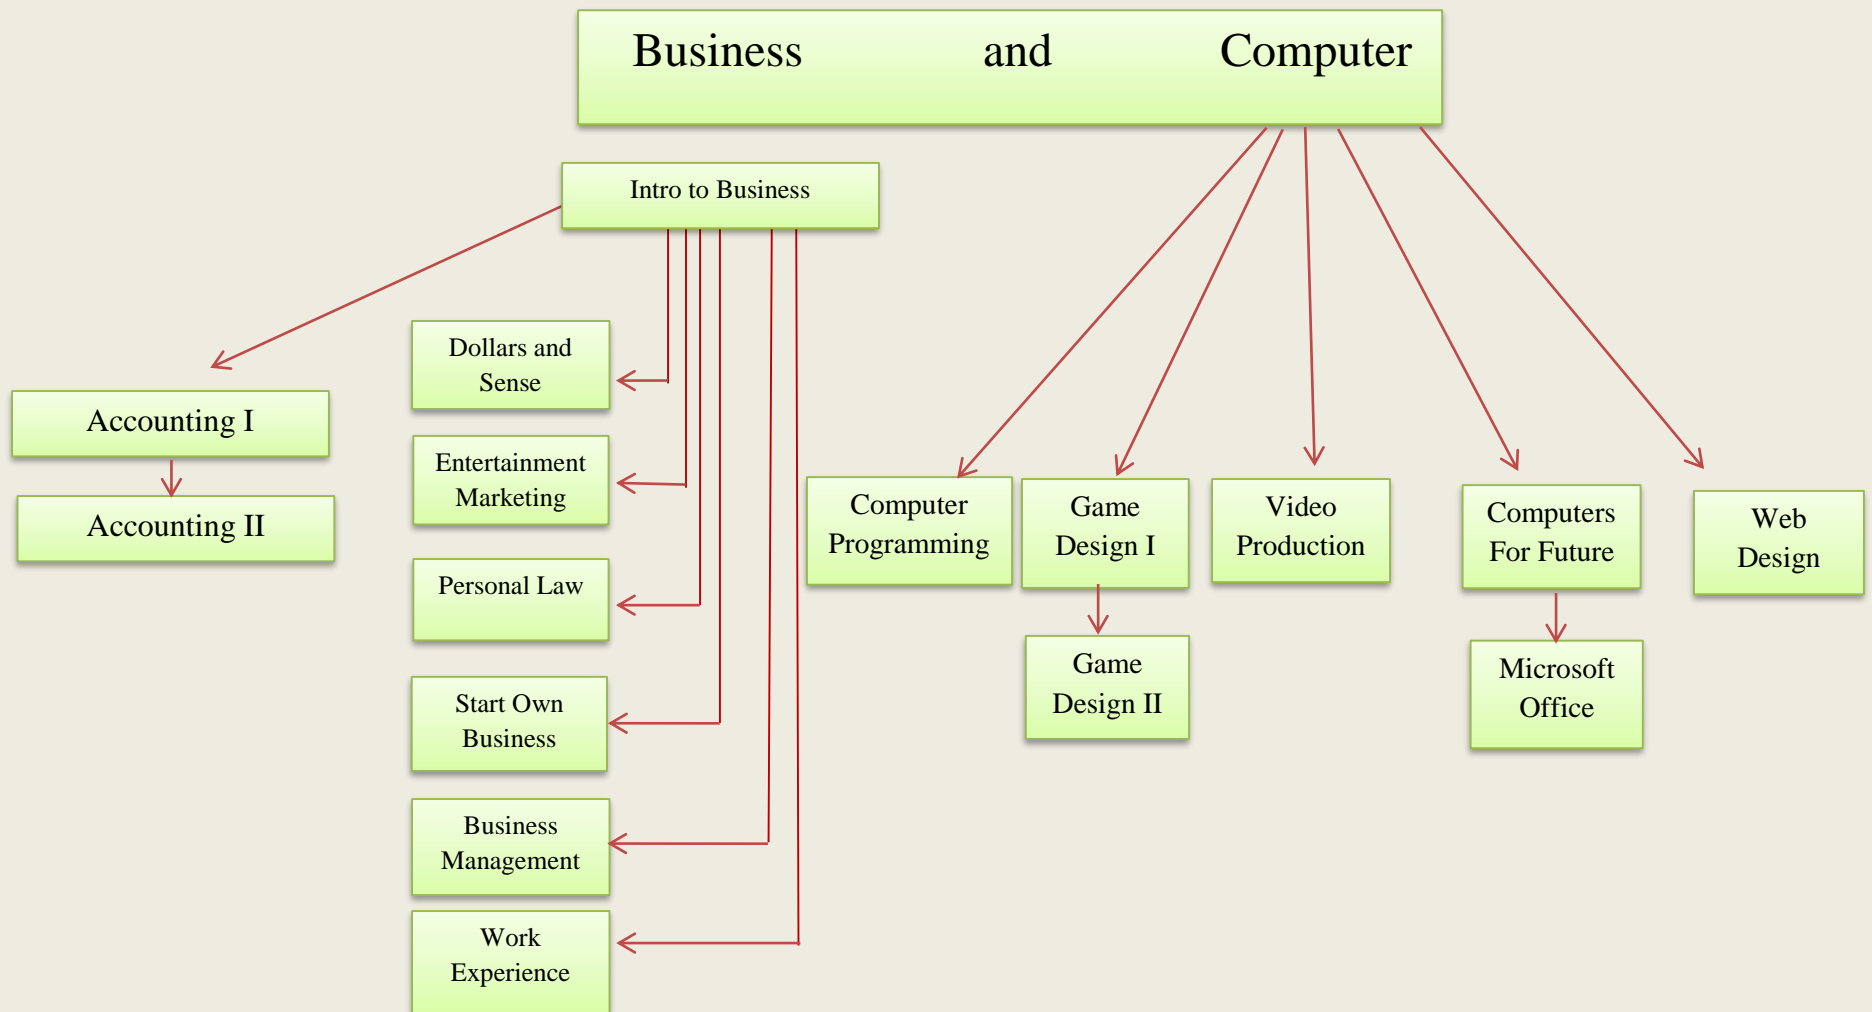 Business and Computer
Intro to Business
Accounting I
Accounting II
Dollars and
Sense
Entertainment
Marketing
Personal Law
Start Own
Business
Business
Management
Work
Experience
Computer
Programming
Game
Design I
Game
Design II
Video
Production
Computers
For Future
Microsoft
Office
Web
Design